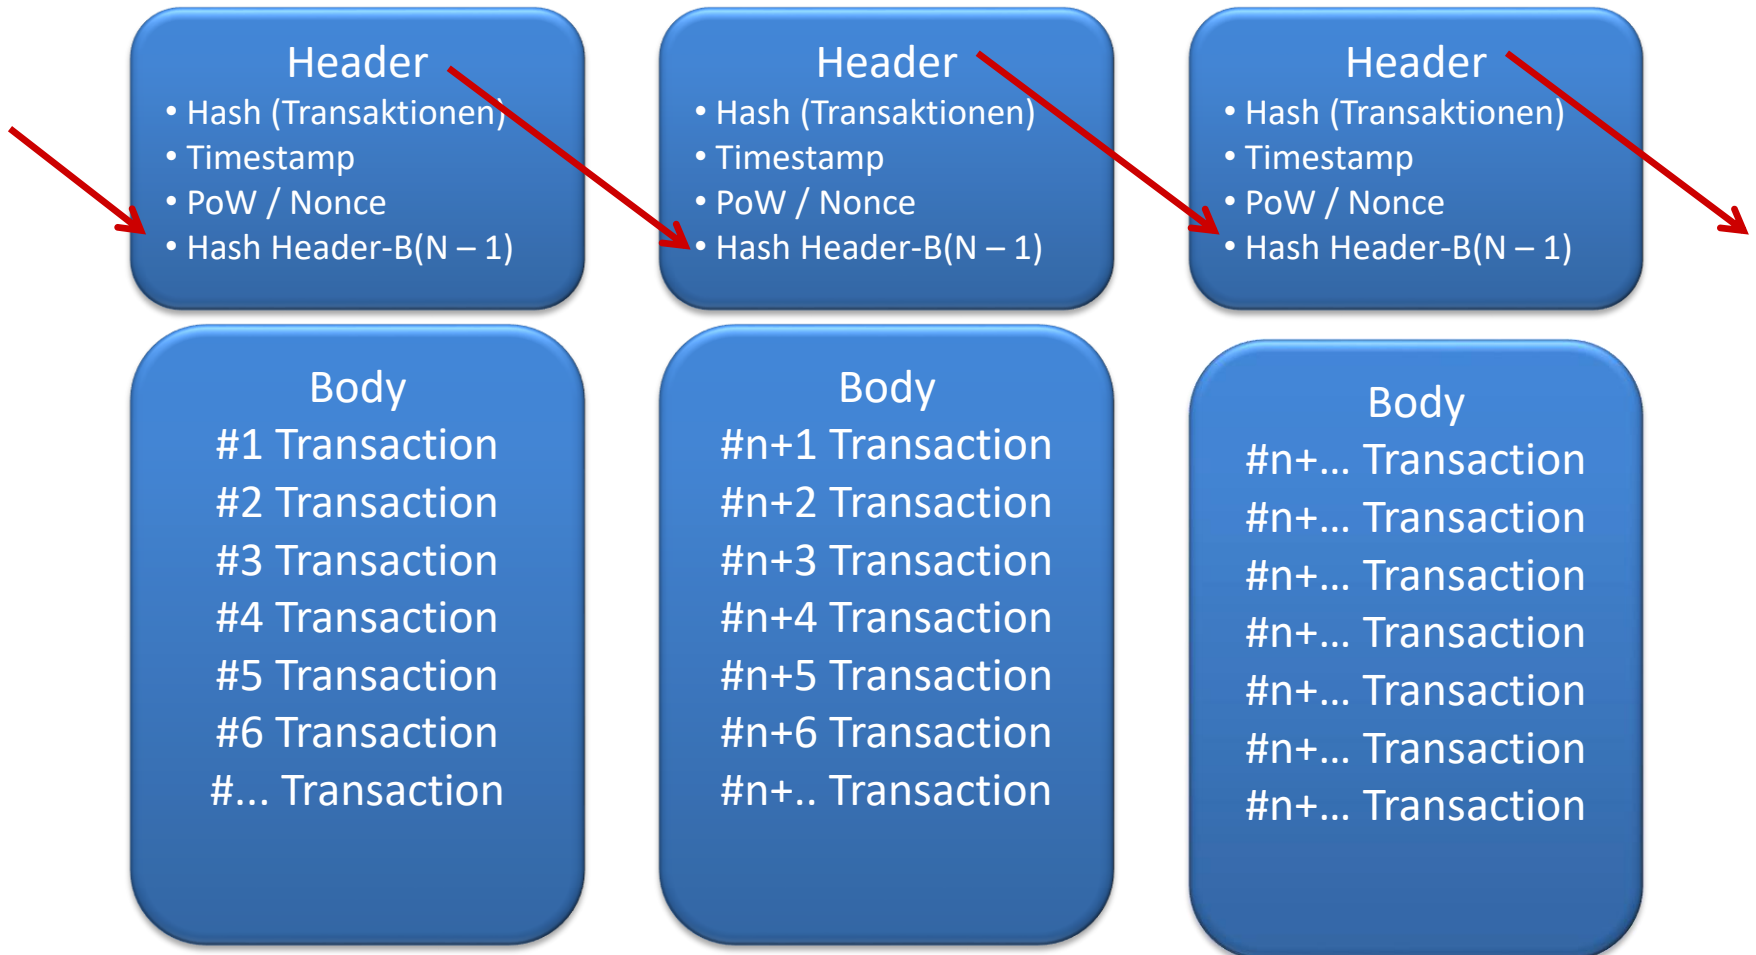 Header
• Hash (Transaktionen)
• Timestamp
• PoW / Nonce
• Hash Header-B(N – 1)
Body
#1 Transaction
#2 Transaction
#3 Transaction
#4 Transaction
#5 Transaction
#6 Transaction
#... Transaction
Header
• Hash (Transaktionen)
• Timestamp
• PoW / Nonce
• Hash Header-B(N – 1)
Body
#n+1 Transaction
#n+2 Transaction
#n+3 Transaction
#n+4 Transaction
#n+5 Transaction
#n+6 Transaction
#n+.. Transaction
Header
• Hash (Transaktionen)
• Timestamp
• PoW / Nonce
• Hash Header-B(N – 1)
Body
#n+... Transaction
#n+... Transaction
#n+... Transaction
#n+... Transaction
#n+... Transaction
#n+... Transaction
#n+... Transaction